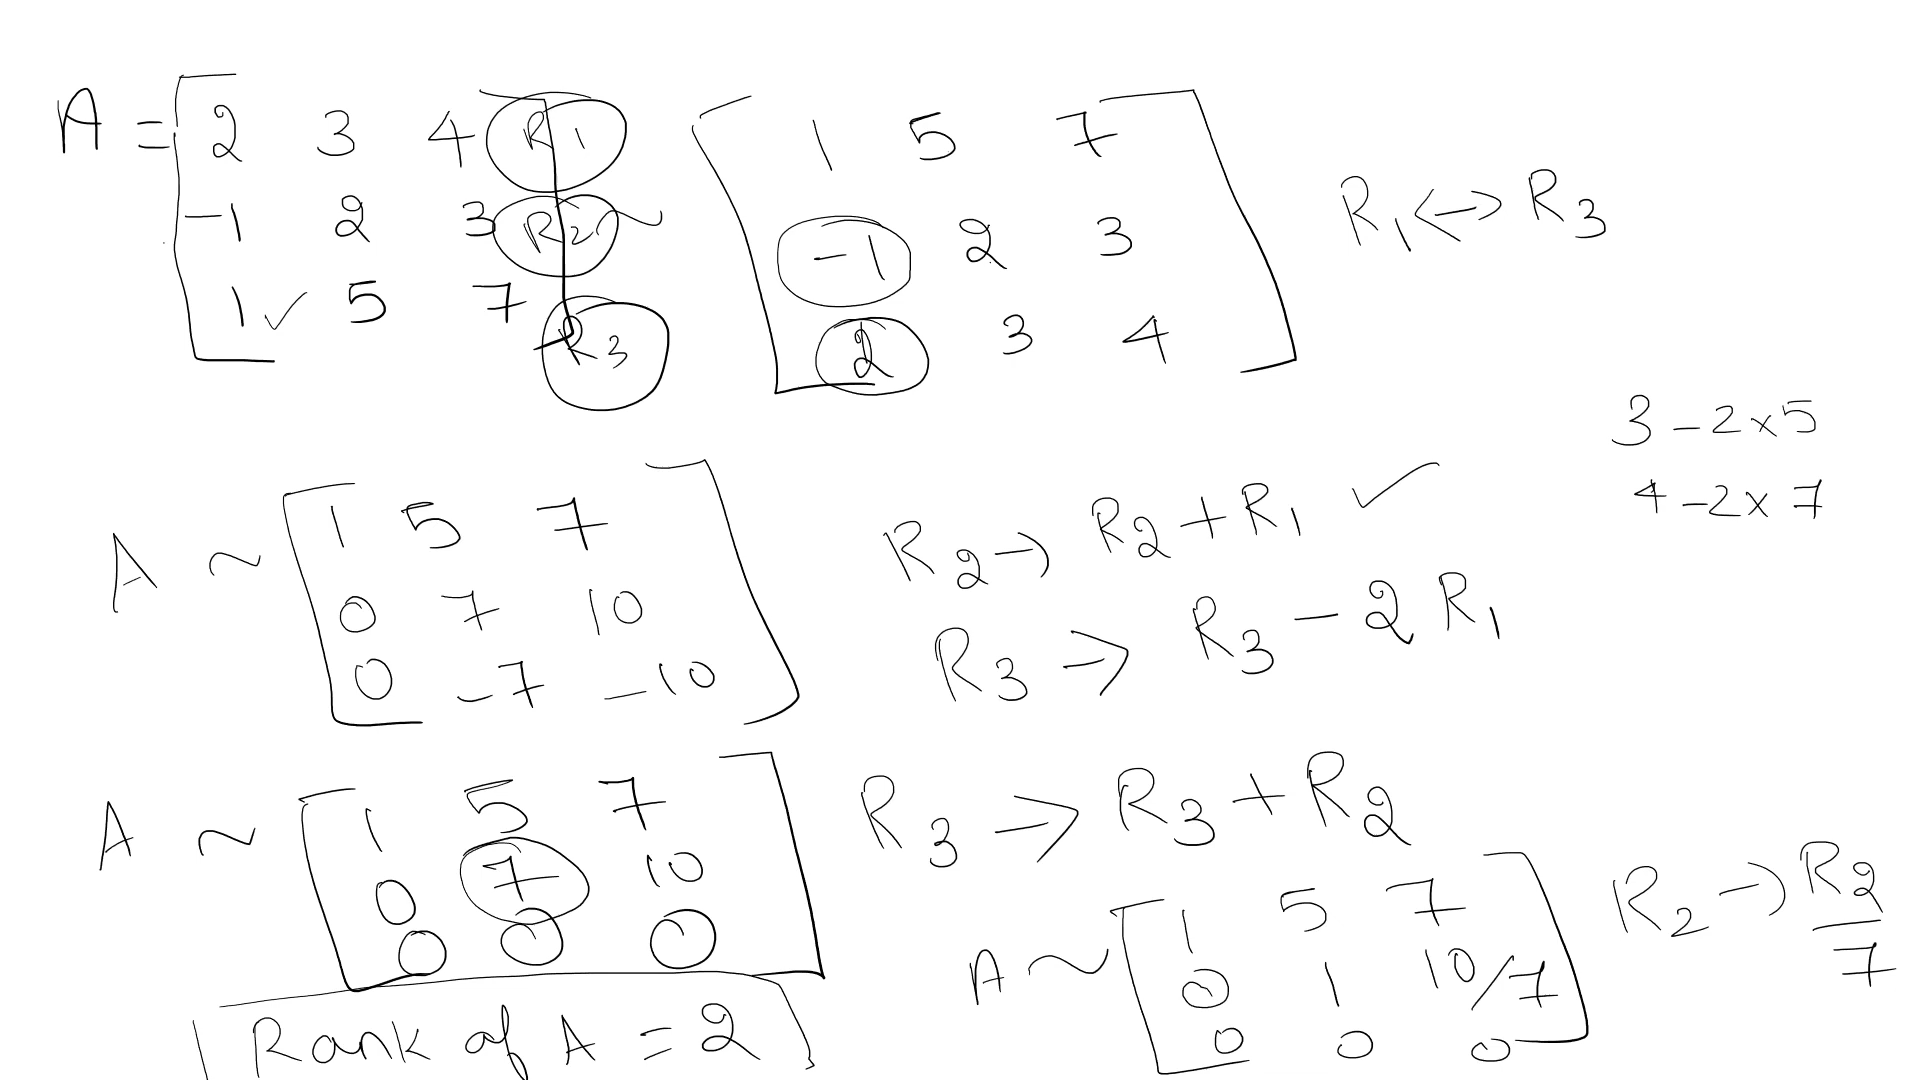 A = [ 2 3 4 R1 ~ [ 1 5 7 ]
-1 2 3 R2 -1 2 3 R1 <-> R3
1 ✓ 5 7 R3 2 3 4 ]
3 - 2 x 5
4 - 2 x 7
A ~ [ 1 5 7 R2 -> R2 + R1 ✓
0 7 10
0 -7 -10 ] R3 -> R3 - 2 R1
A ~ [ 1 5 7 R3 -> R3 + R2
0 7 10
0 0 0 ]
A ~ [ 1 5 7 R2 -> R2/7
0 1 10/7
0 0 0 ]
Rank of A = 2